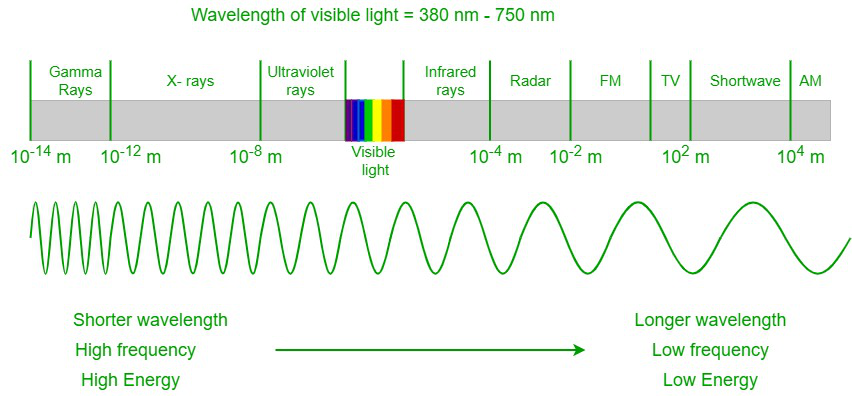 Wavelength of visible light = 380 nm - 750 nm
Gamma
Rays
X- rays
Ultraviolet
rays
Infrared
rays
Radar
FM
TV
Shortwave
AM
10⁻¹⁴ m
10⁻¹² m
10⁻⁸ m
Visible
light
10⁻⁴ m
10⁻² m
10² m
10⁴ m
Shorter wavelength
High frequency
High Energy
Longer wavelength
Low frequency
Low Energy